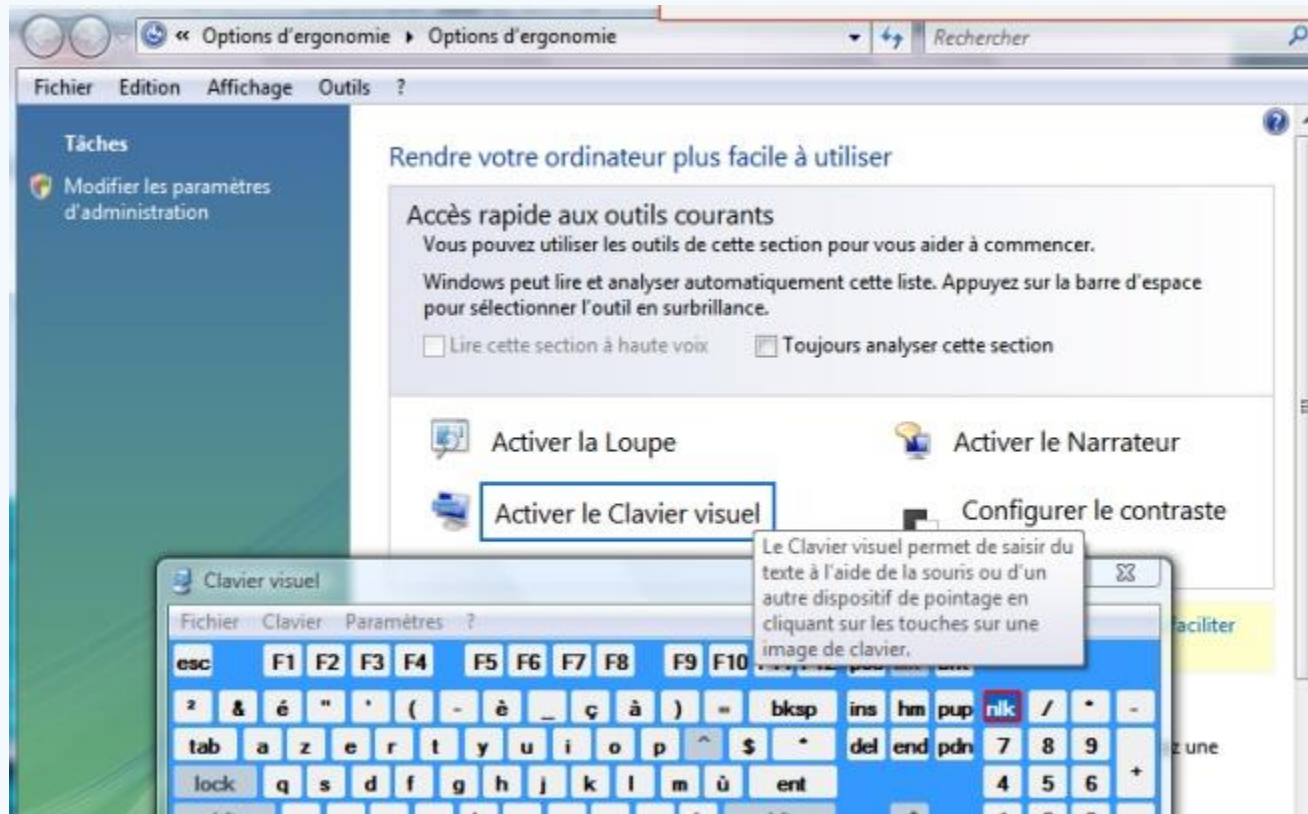 « Options d'ergonomie ▸ Options d'ergonomie
Rechercher
Fichier Edition Affichage Outils ?
Tâches
Modifier les paramètres
d'administration
Rendre votre ordinateur plus facile à utiliser
Accès rapide aux outils courants
Vous pouvez utiliser les outils de cette section pour vous aider à commencer.
Windows peut lire et analyser automatiquement cette liste. Appuyez sur la barre d'espace
pour sélectionner l'outil en surbrillance.
Lire cette section à haute voix
Toujours analyser cette section
Activer la Loupe
Activer le Narrateur
Activer le Clavier visuel
Configurer le contraste
Le Clavier visuel permet de saisir du
texte à l'aide de la souris ou d'un
autre dispositif de pointage en
cliquant sur les touches sur une
image de clavier.
faciliter
z une
Clavier visuel
Fichier Clavier Paramètres ?
esc F1 F2 F3 F4 F5 F6 F7 F8 F9 F10
² & é " ' ( - è _ ç à ) = bksp ins hm pup nlk / * -
tab a z e r t y u i o p ^ $ * del end pdn 7 8 9
lock q s d f g h j k l m ù ent 4 5 6 +